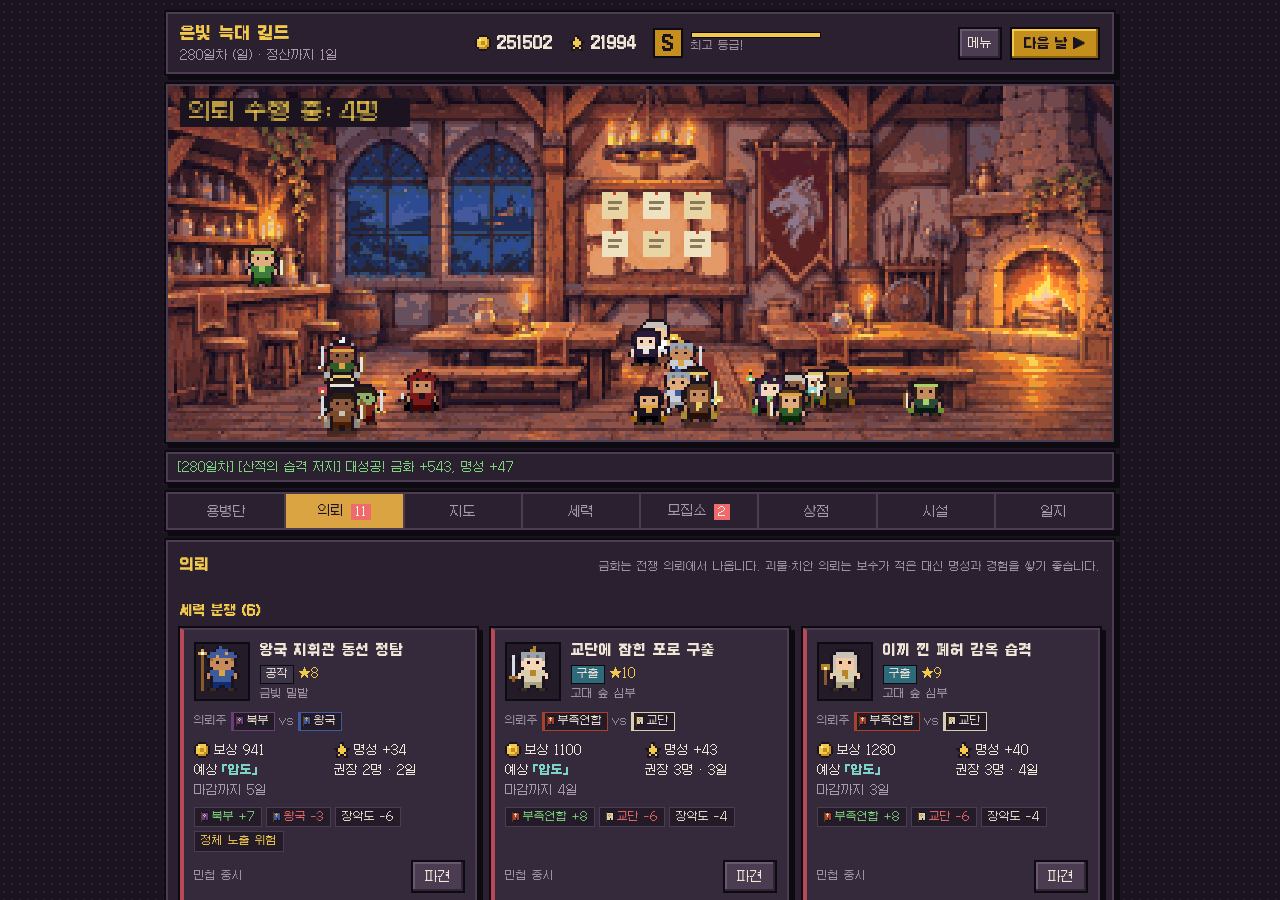 은빛 늑대 길드
280일차 (일) · 정산까지 1일
251502
21994
S
최고 등급!
메뉴
다음 날 ▶
의뢰 수행 중: 4명
[280일차] [산적의 습격 저지] 대성공! 금화 +543, 명성 +47
용병단
의뢰 11
지도
세력
모집소 2
상점
시설
일지
의뢰
금화는 전쟁 의뢰에서 나옵니다. 괴물·치안 의뢰는 보수가 적은 대신 명성과 경험을 쌓기 좋습니다.
세력 분쟁 (6)
왕국 지휘관 동선 정탐
공작 ★8
금빛 밀밭
의뢰주 북부 vs 왕국
보상 941 명성 +34
예상 「압도」 권장 2명 · 2일
마감까지 5일
북부 +7 왕국 -3 장악도 -6
정체 노출 위험
민첩 중시
파견
교단에 잡힌 포로 구출
구출 ★10
고대 숲 심부
의뢰주 부족연합 vs 교단
보상 1100 명성 +43
예상 「압도」 권장 3명 · 3일
마감까지 4일
부족연합 +8 교단 -6 장악도 -4
민첩 중시
파견
이끼 낀 폐허 감옥 습격
구출 ★9
고대 숲 심부
의뢰주 부족연합 vs 교단
보상 1280 명성 +40
예상 「압도」 권장 3명 · 4일
마감까지 3일
부족연합 +8 교단 -6 장악도 -4
민첩 중시
파견